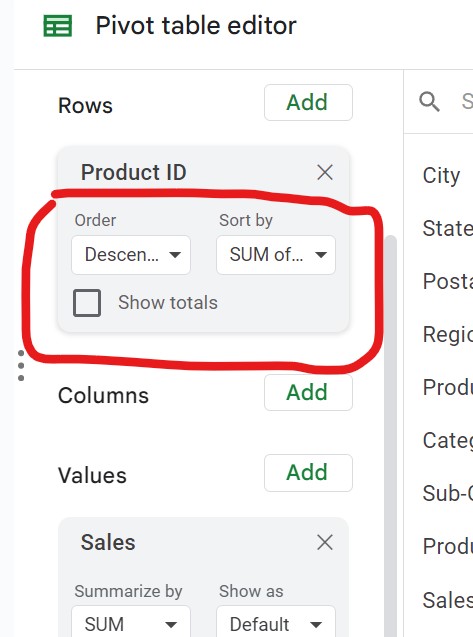 Pivot table editor
Rows
Add
Product ID
Order
Sort by
Descen...
SUM of...
Show totals
Columns
Add
Values
Add
Sales
Summarize by
Show as
SUM
Default
S
City
State
Posta
Regio
Produ
Categ
Sub-C
Produ
Sales